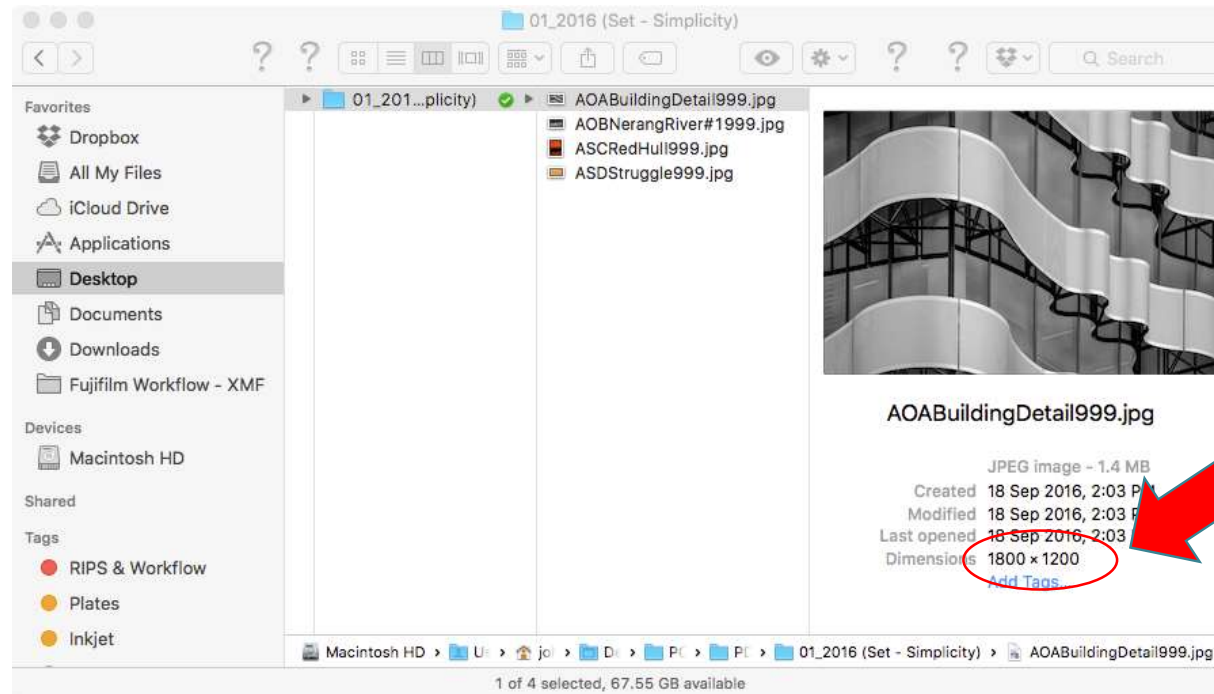 01_2016 (Set - Simplicity)
? ? ? ? Search
Favorites
Dropbox
All My Files
iCloud Drive
Applications
Desktop
Documents
Downloads
Fujifilm Workflow - XMF
Devices
Macintosh HD
Shared
Tags
RIPS & Workflow
Plates
Inkjet
01_201...plicity)
AOABuildingDetail999.jpg
AOBNerangRiver#1999.jpg
ASCRedHull999.jpg
ASDStruggle999.jpg
AOABuildingDetail999.jpg
JPEG image - 1.4 MB
Created 18 Sep 2016, 2:03
Modified 18 Sep 2016, 2:03
Last opened 18 Sep 2016, 2:03
Dimensions 1800 × 1200
Add Tags...
Macintosh HD › › › › › › 01_2016 (Set - Simplicity) › AOABuildingDetail999.jpg
1 of 4 selected, 67.55 GB available